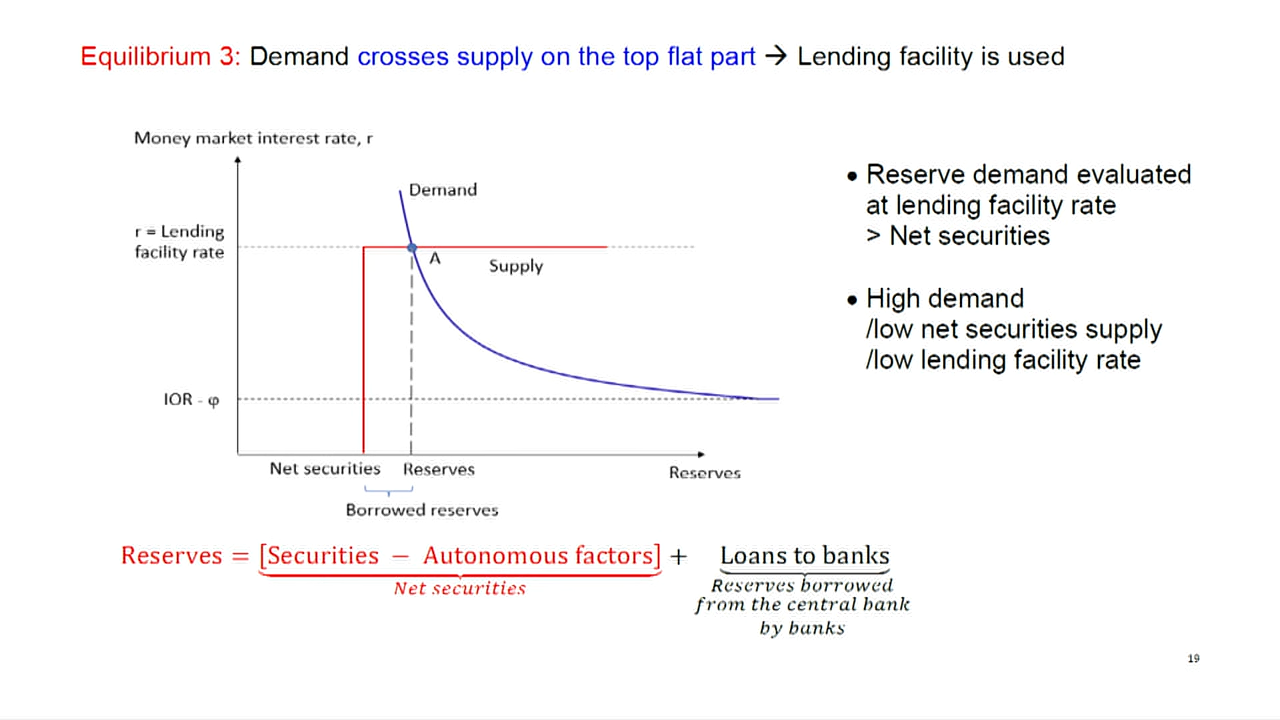 Equilibrium 3: Demand crosses supply on the top flat part → Lending facility is used
Money market interest rate, r
Demand
r = Lending
facility rate
A
Supply
IOR - φ
Net securities
Reserves
Reserves
Borrowed reserves
• Reserve demand evaluated
at lending facility rate
> Net securities
• High demand
/low net securities supply
/low lending facility rate
Reserves = [Securities − Autonomous factors] + Loans to banks
Net securities
Reserves borrowed
from the central bank
by banks
19